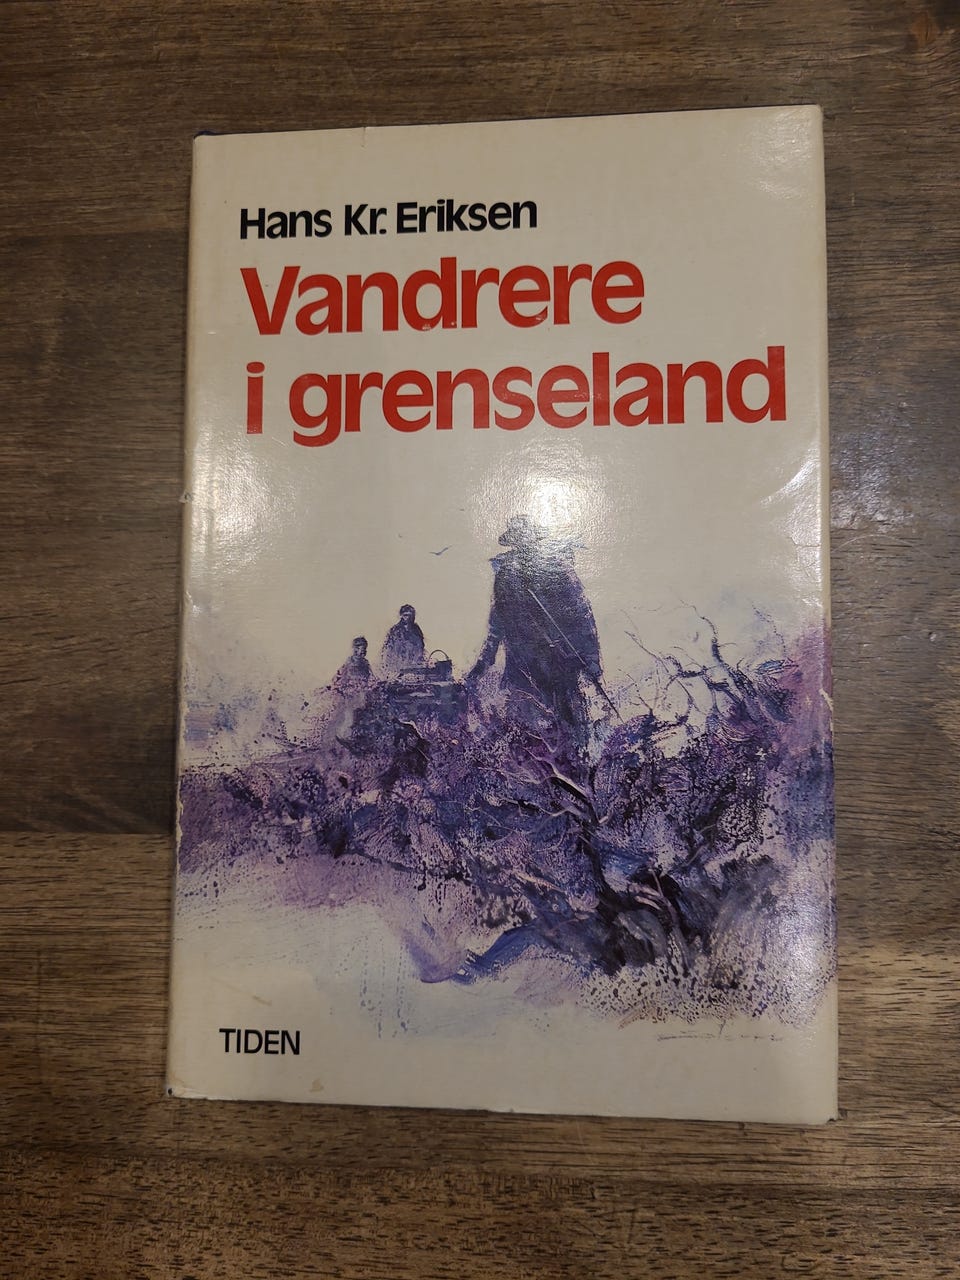 Hans Kr. Eriksen
Vandrere
i grenseland
TIDEN